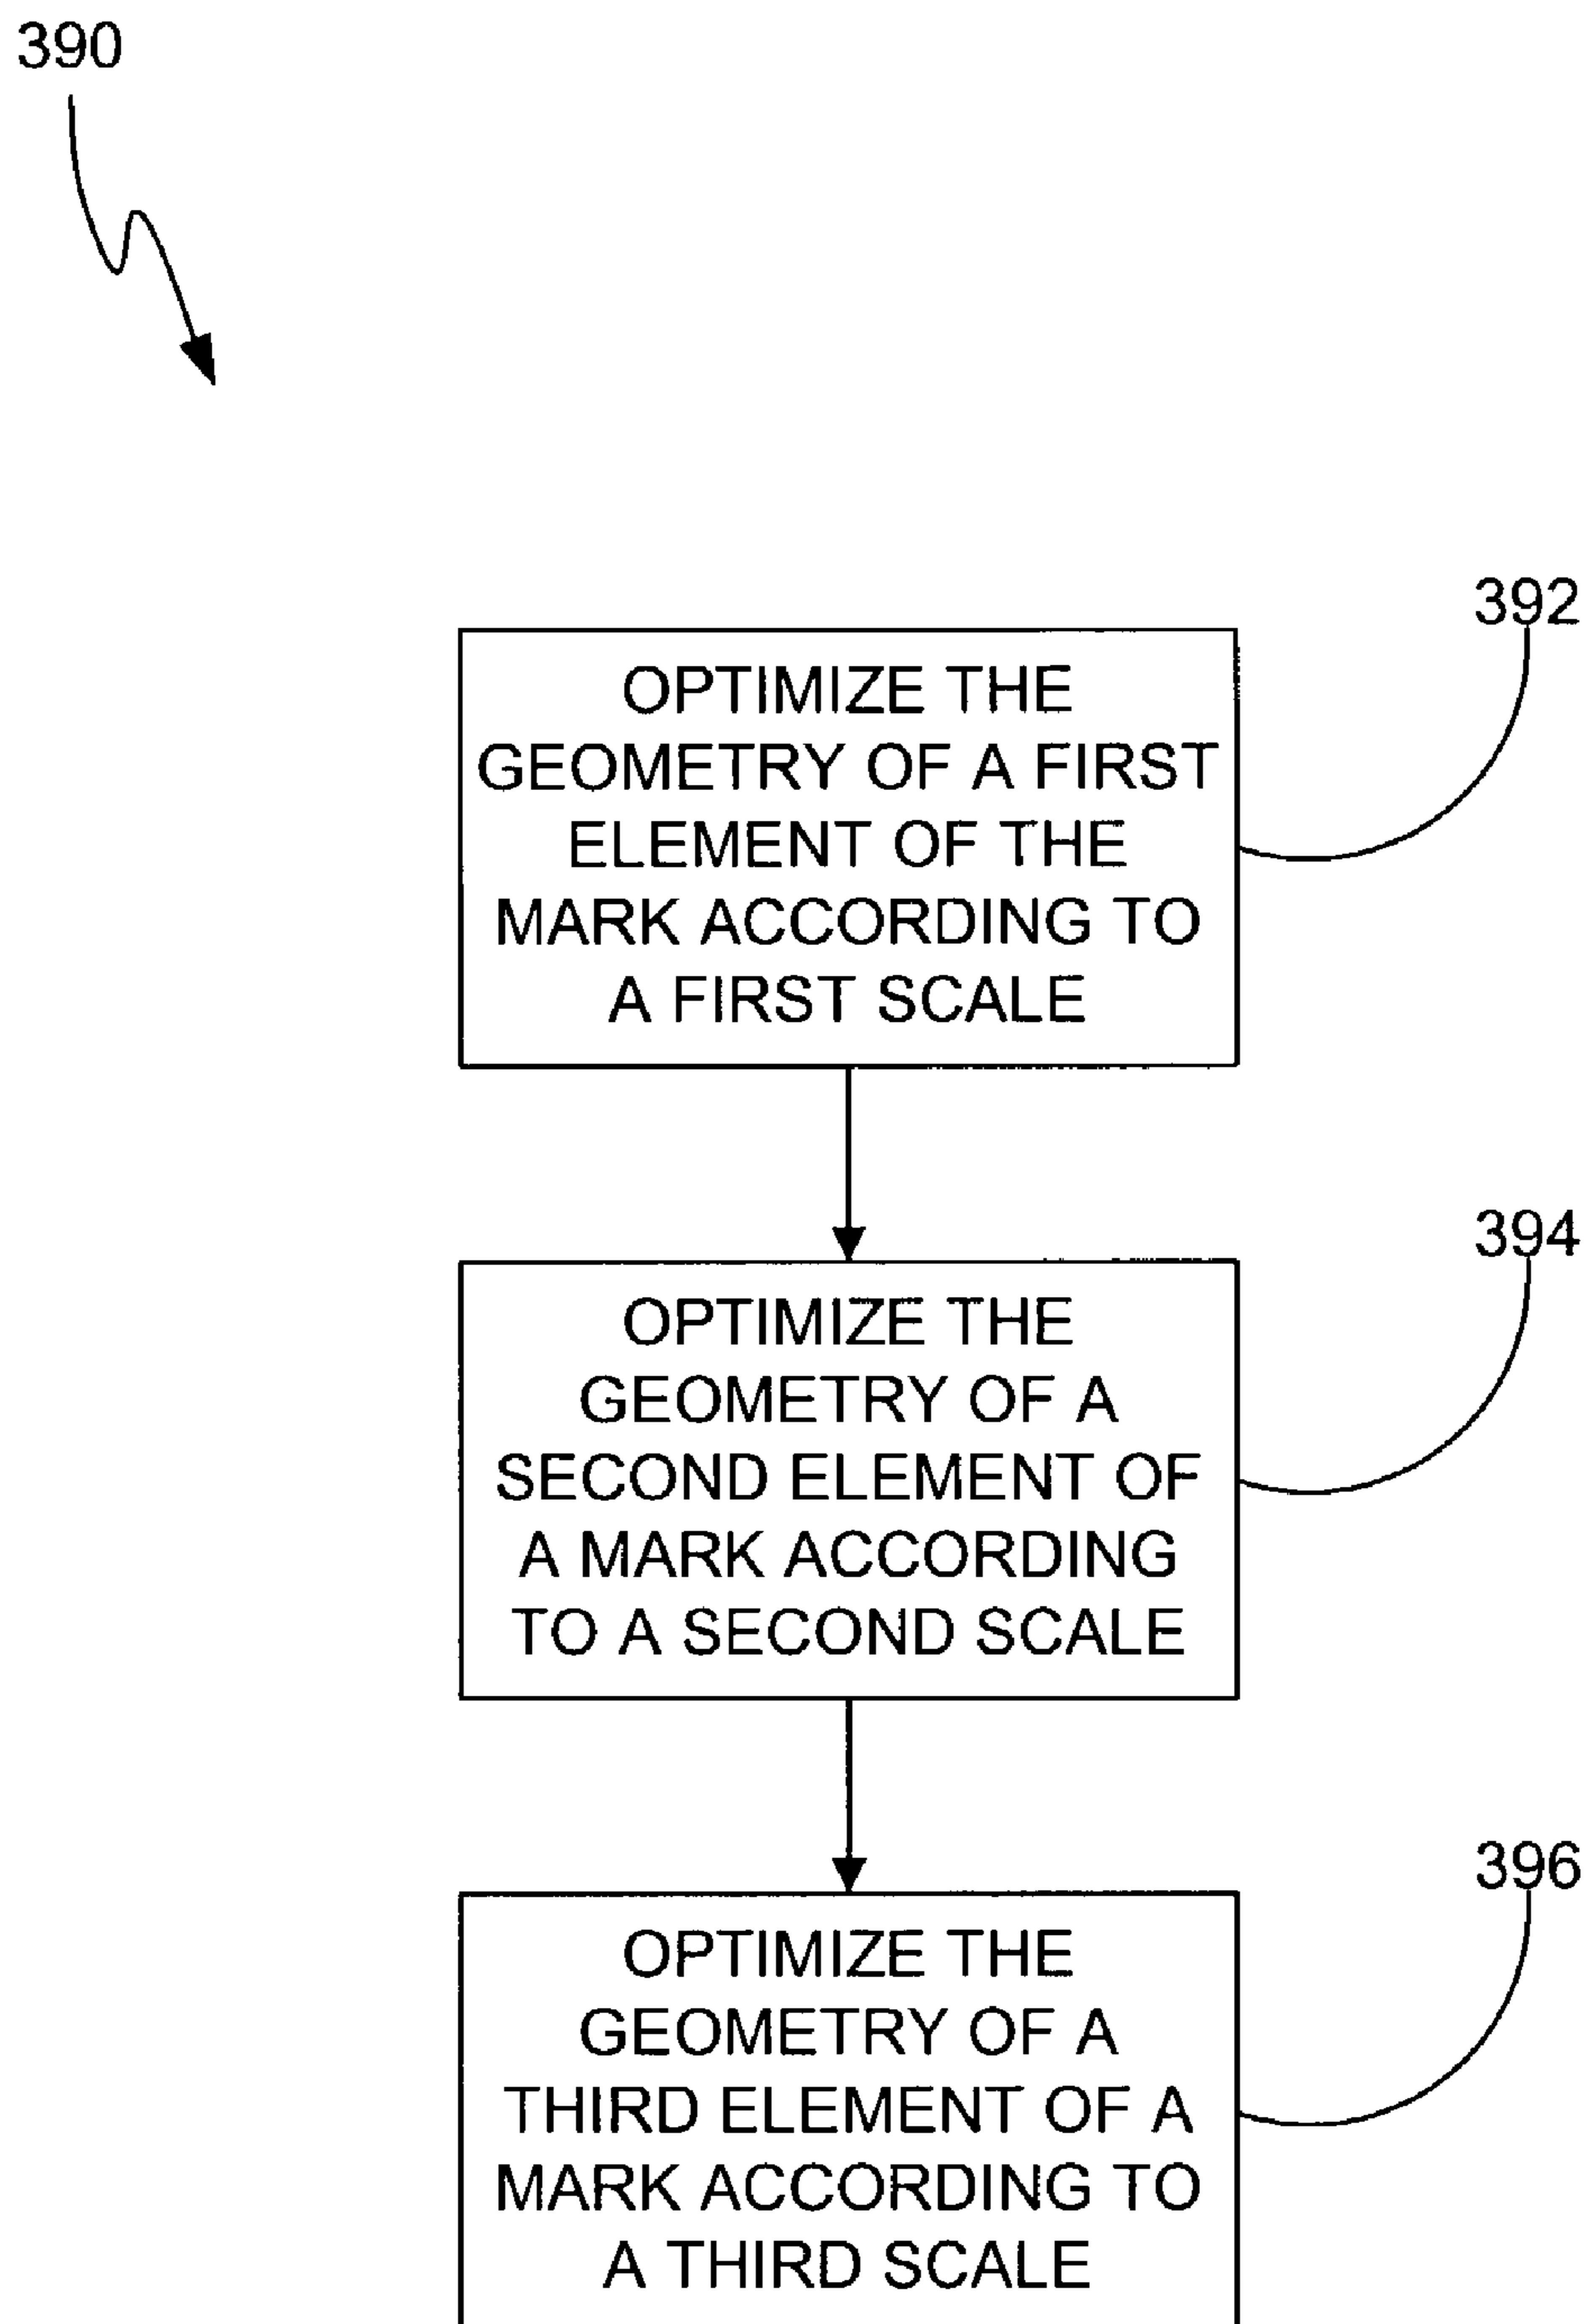 390
392
OPTIMIZE THE
GEOMETRY OF A FIRST
ELEMENT OF THE
MARK ACCORDING TO
A FIRST SCALE
394
OPTIMIZE THE
GEOMETRY OF A
SECOND ELEMENT OF
A MARK ACCORDING
TO A SECOND SCALE
396
OPTIMIZE THE
GEOMETRY OF A
THIRD ELEMENT OF A
MARK ACCORDING TO
A THIRD SCALE